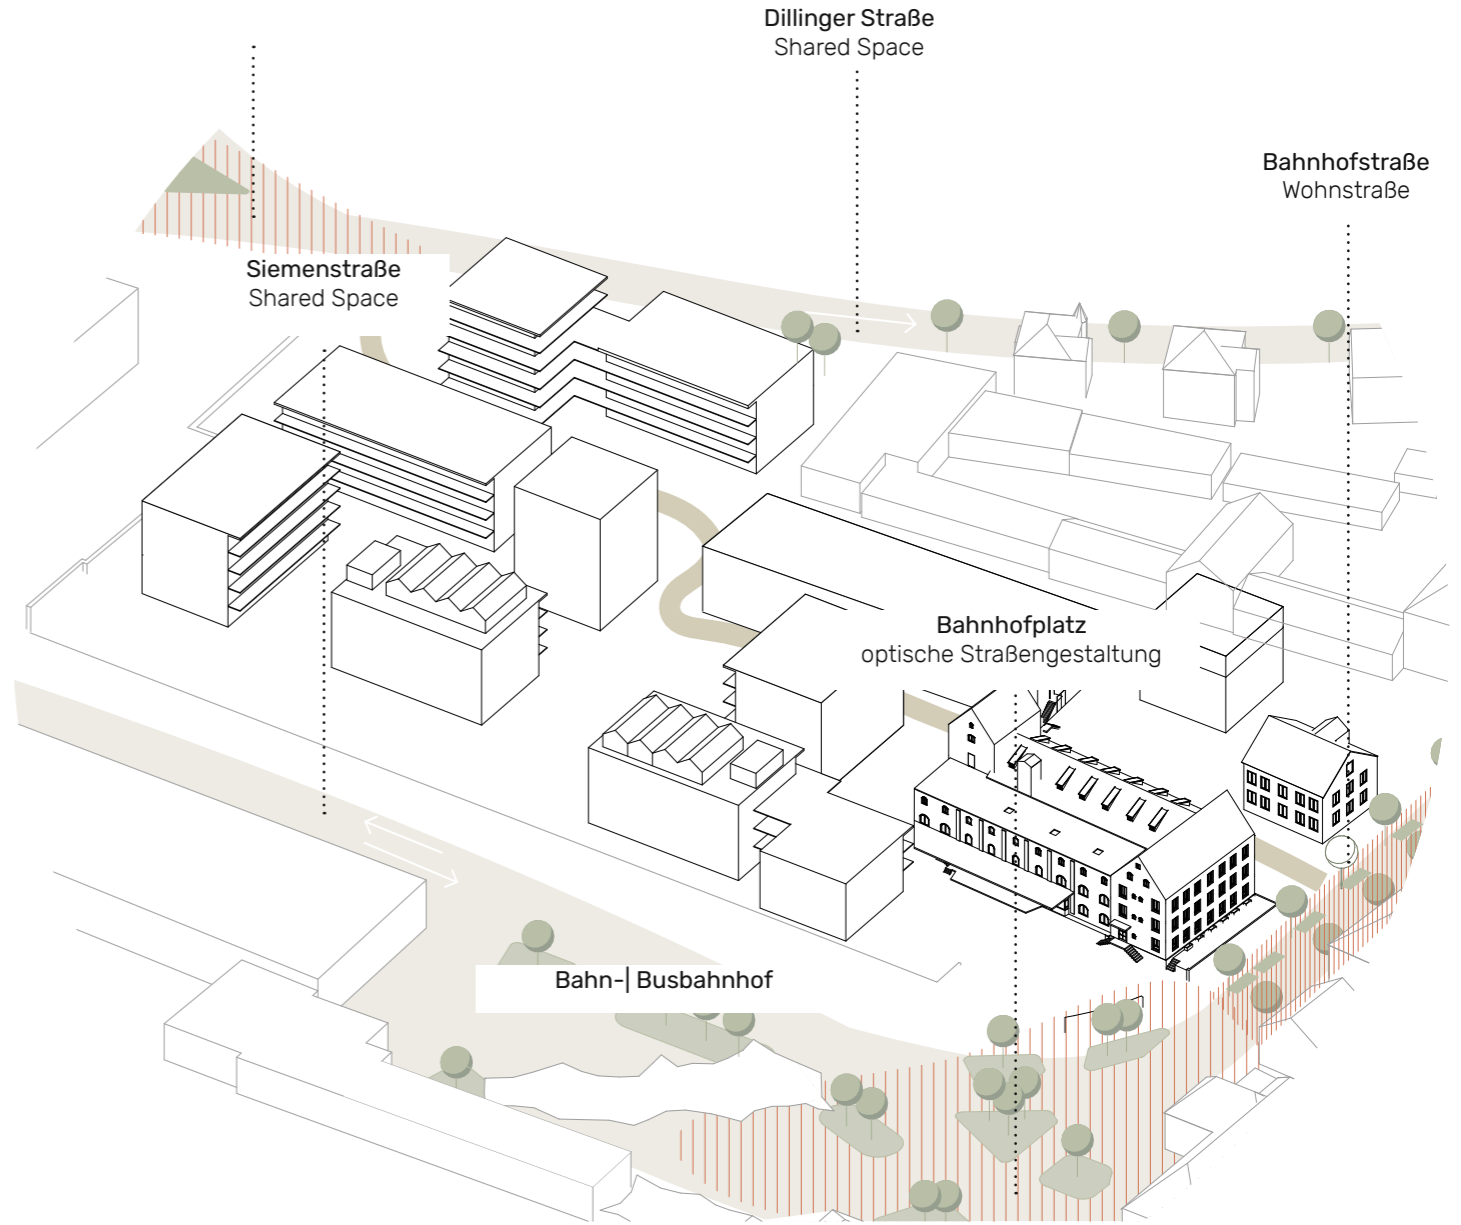 Dillinger Straße
Shared Space
Bahnhofstraße
Wohnstraße
Siemenstraße
Shared Space
Bahnhofplatz
optische Straßengestaltung
Bahn-| Busbahnhof